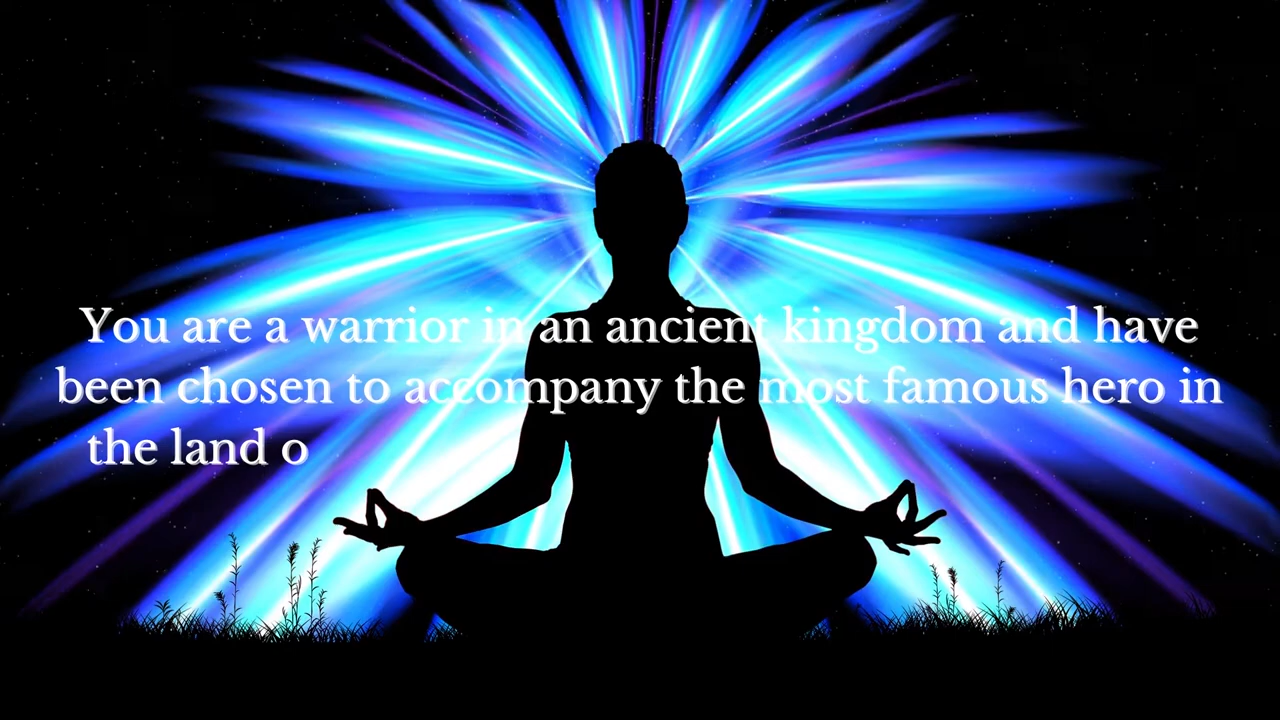 You are a warrior in an ancient kingdom and have
been chosen to accompany the most famous hero in
the land o